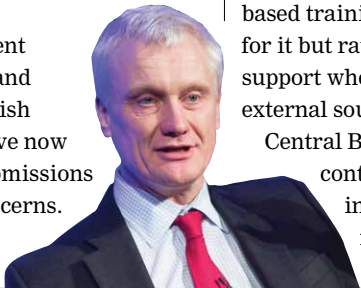 ent
and
ish
ve now
omissions
cerns.
based traini
for it but ra
support whe
external sou
Central B
cont
in